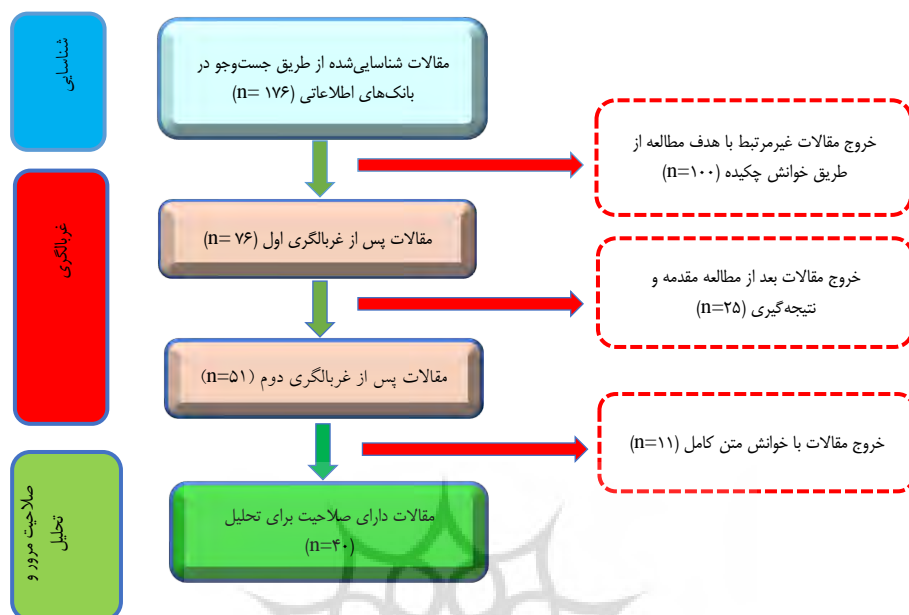 شناسایی
مقالات شناسایی‌شده از طریق جست‌وجو در
بانک‌های اطلاعاتی (n= ۱۷۶)
خروج مقالات غیرمرتبط با هدف مطالعه از
طریق خوانش چکیده (n=۱۰۰)
غربالگری
مقالات پس از غربالگری اول (n= ۷۶)
خروج مقالات بعد از مطالعه مقدمه و
نتیجه‌گیری (n=۲۵)
مقالات پس از غربالگری دوم (n=۵۱)
خروج مقالات با خوانش متن کامل (n=۱۱)
صلاحیت مرور و
تحلیل
مقالات دارای صلاحیت برای تحلیل
(n=۴۰)